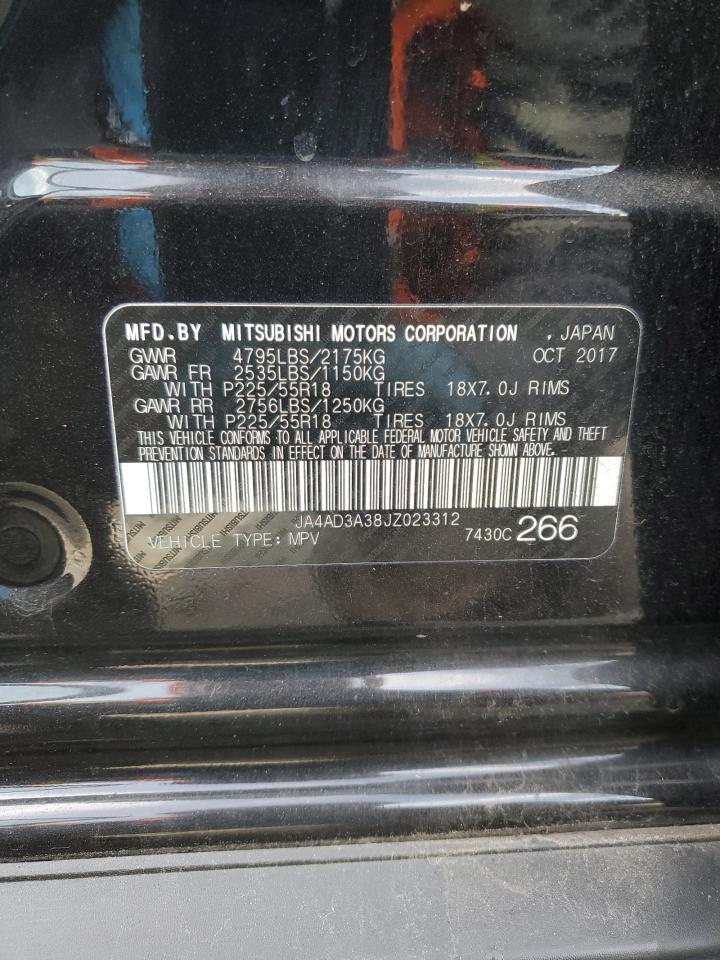 MFD.BY MITSUBISHI MOTORS CORPORATION , JAPAN
GVWR 4795LBS/2175KG OCT 2017
GAWR FR 2535LBS/1150KG
WITH P225/55R18 TIRES 18X7.0J RIMS
GAWR RR 2756LBS/1250KG
WITH P225/55R18 TIRES 18X7.0J RIMS
THIS VEHICLE CONFORMS TO ALL APPLICABLE FEDERAL MOTOR VEHICLE SAFETY AND THEFT
PREVENTION STANDARDS IN EFFECT ON THE DATE OF MANUFACTURE SHOWN ABOVE.
JA4AD3A38JZ023312
VEHICLE TYPE: MPV 7430C 266